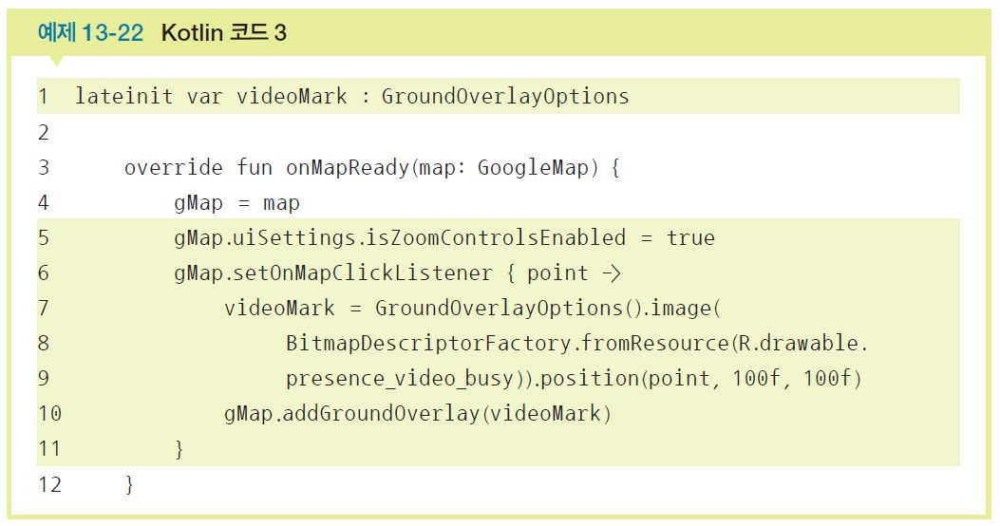 예제 13-22 Kotlin 코드 3
1 lateinit var videoMark : GroundOverlayOptions
2
3 override fun onMapReady(map: GoogleMap) {
4 gMap = map
5 gMap.uiSettings.isZoomControlsEnabled = true
6 gMap.setOnMapClickListener { point ->
7 videoMark = GroundOverlayOptions().image(
8 BitmapDescriptorFactory.fromResource(R.drawable.
9 presence_video_busy)).position(point, 100f, 100f)
10 gMap.addGroundOverlay(videoMark)
11 }
12 }